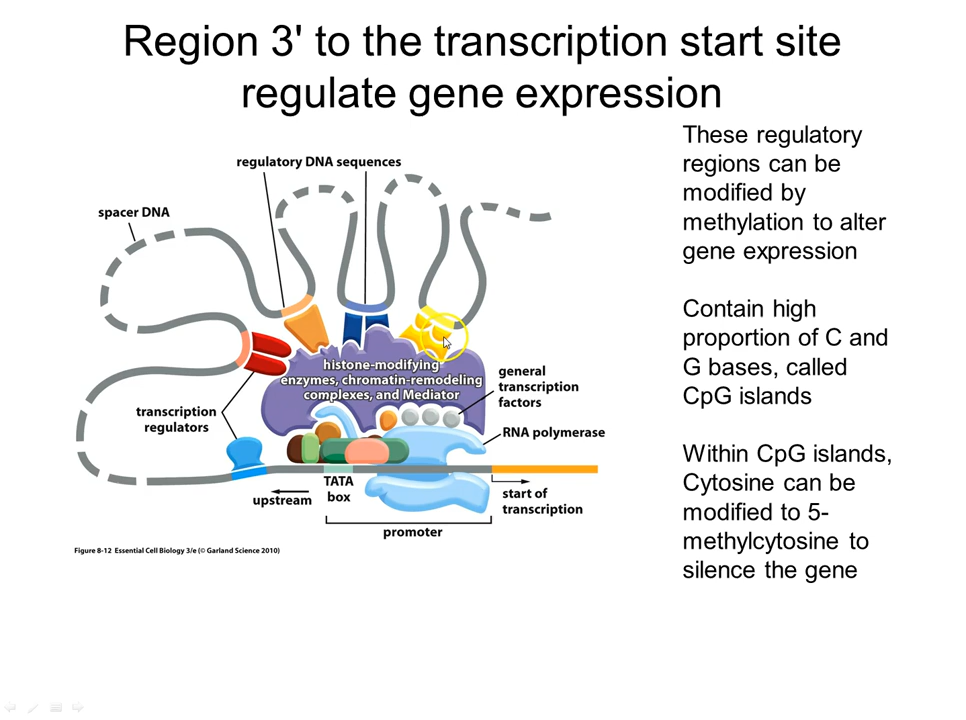 Region 3' to the transcription start site
regulate gene expression
These regulatory
regions can be
modified by
methylation to alter
gene expression
Contain high
proportion of C and
G bases, called
CpG islands
Within CpG islands,
Cytosine can be
modified to 5-
methylcytosine to
silence the gene
regulatory DNA sequences
spacer DNA
histone-modifying
enzymes, chromatin-remodeling
complexes, and Mediator
general
transcription
factors
transcription
regulators
RNA polymerase
TATA
box
upstream
start of
transcription
promoter
Figure 8-12 Essential Cell Biology 3/e (© Garland Science 2010)